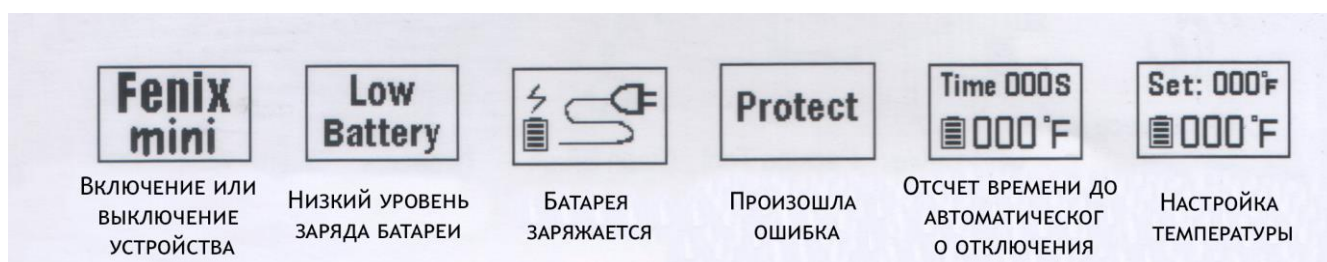 Fenix
mini
Low
Battery
Protect
Time 000S
000°F
Set: 000°F
000°F
Включение или
выключение
устройства
Низкий уровень
заряда батареи
Батарея
заряжается
Произошла
ошибка
Отсчет времени до
автоматическог
о отключения
Настройка
температуры